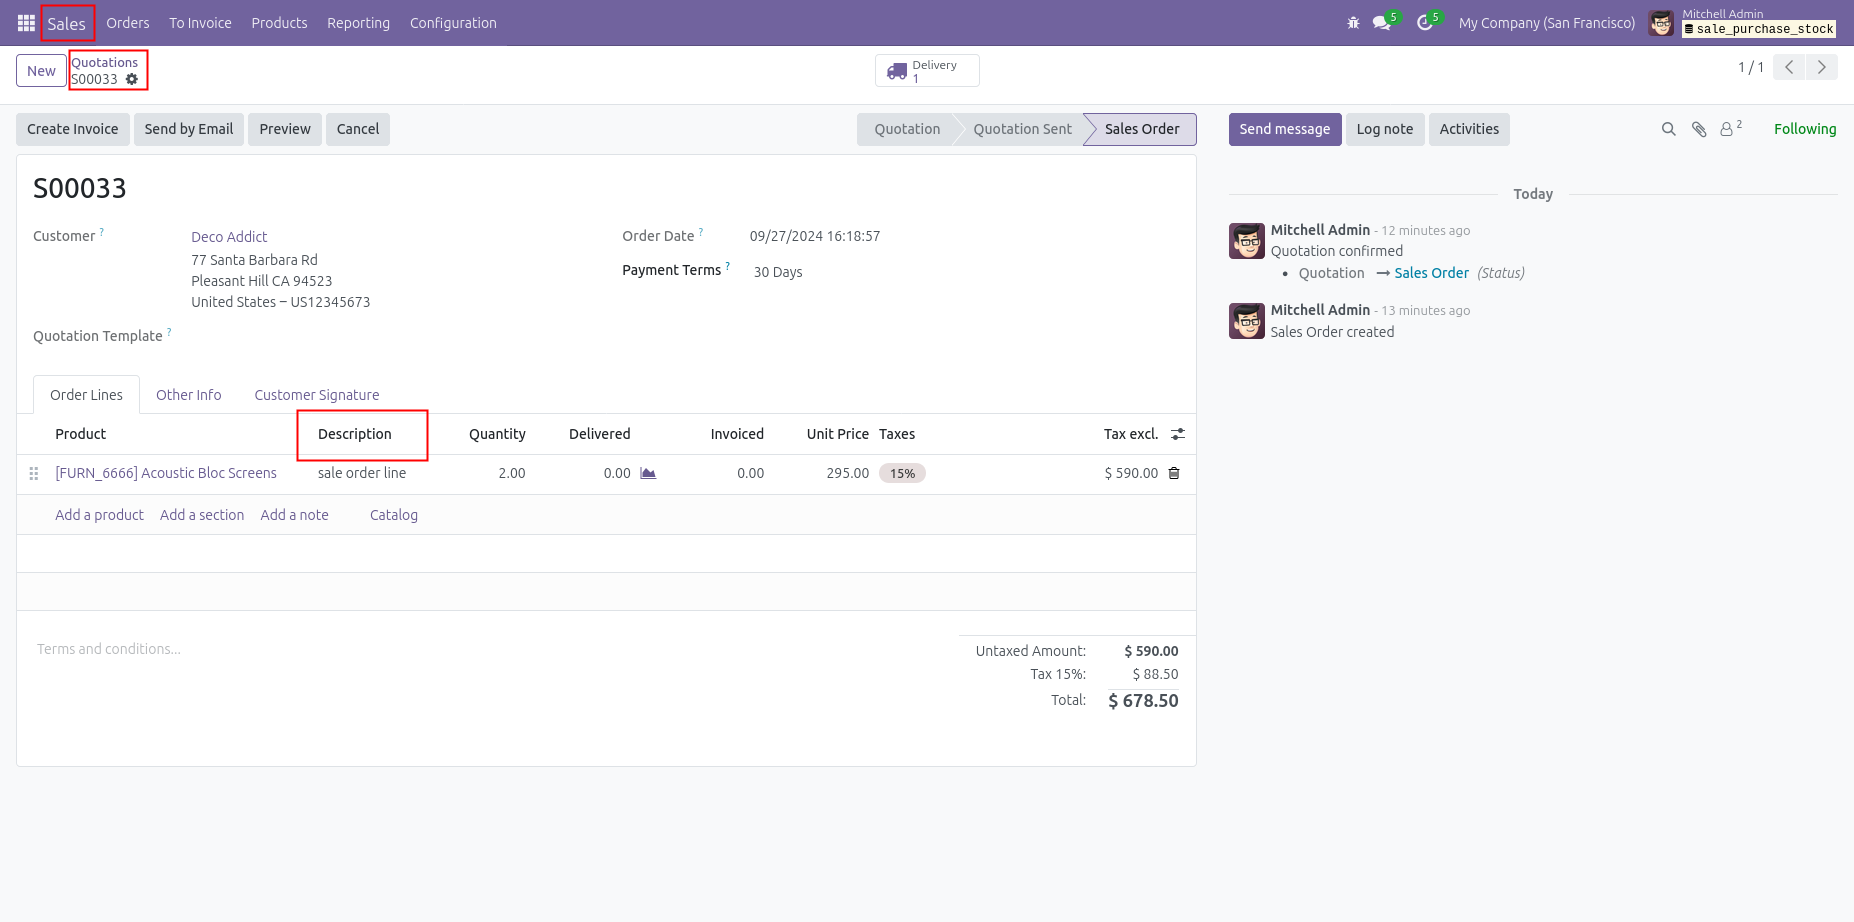 Sales Orders To Invoice Products Reporting Configuration 5 5 My Company (San Francisco) Mitchell Admin
sale_purchase_stock
New Quotations
S00033
Delivery
1
1 / 1
Create Invoice Send by Email Preview Cancel Quotation Quotation Sent Sales Order
Send message Log note Activities 2 Following
S00033
Customer ? Deco Addict
77 Santa Barbara Rd
Pleasant Hill CA 94523
United States – US12345673
Quotation Template ?
Order Date ? 09/27/2024 16:18:57
Payment Terms ? 30 Days
Order Lines Other Info Customer Signature
Product Description Quantity Delivered Invoiced Unit Price Taxes Tax excl.
[FURN_6666] Acoustic Bloc Screens sale order line 2.00 0.00 0.00 295.00 15% $ 590.00
Add a product Add a section Add a note Catalog
Terms and conditions...
Untaxed Amount: $ 590.00
Tax 15%: $ 88.50
Total: $ 678.50
Today
Mitchell Admin - 12 minutes ago
Quotation confirmed
• Quotation → Sales Order (Status)
Mitchell Admin - 13 minutes ago
Sales Order created